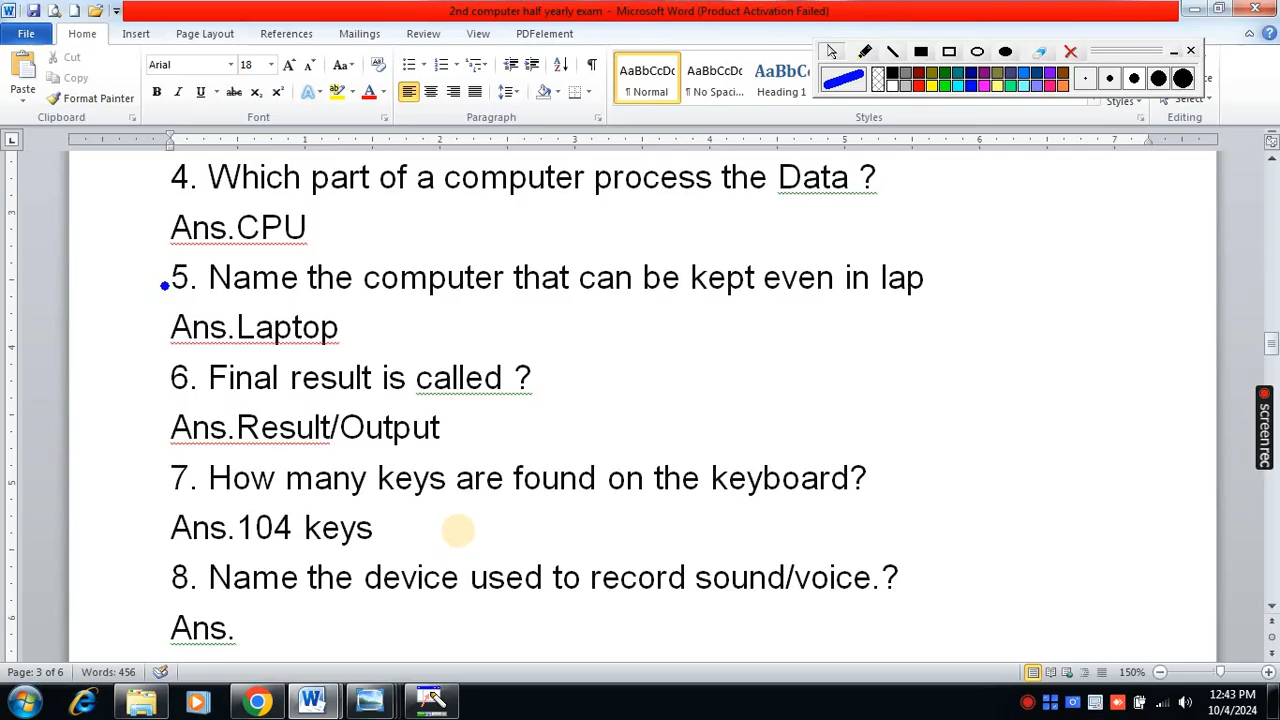 2nd computer half yearly exam - Microsoft Word (Product Activation Failed)
File Home Insert Page Layout References Mailings Review View PDFelement
Paste
Cut
Copy
Format Painter
Clipboard
Arial 18
Font
Paragraph
AaBbCcDc AaBbCcDc AaBbCc
¶ Normal ¶ No Spaci... Heading 1
Styles
Styles
Editing
4. Which part of a computer process the Data ?
Ans.CPU
5. Name the computer that can be kept even in lap
Ans.Laptop
6. Final result is called ?
Ans.Result/Output
7. How many keys are found on the keyboard?
Ans.104 keys
8. Name the device used to record sound/voice.?
Ans.
screen rec
Page: 3 of 6 Words: 456 150%
12:43 PM
10/4/2024